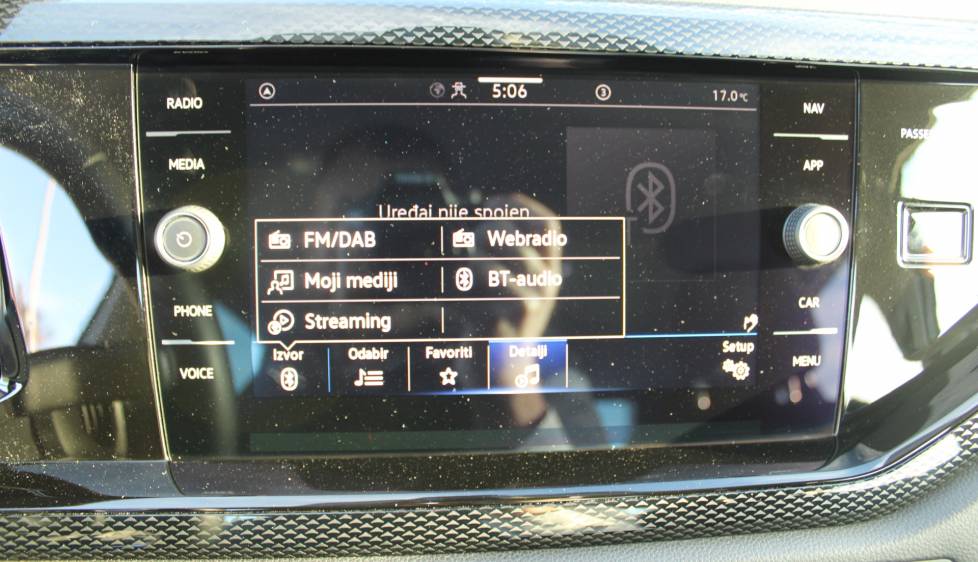 RADIO
MEDIA
PHONE
VOICE
5:06
3
17.0°C
Uređaj nije spojen
FM/DAB
Webradio
Moji mediji
BT-audio
Streaming
Izvor
Odabir
Favoriti
Detalji
Setup
NAV
APP
CAR
MENU